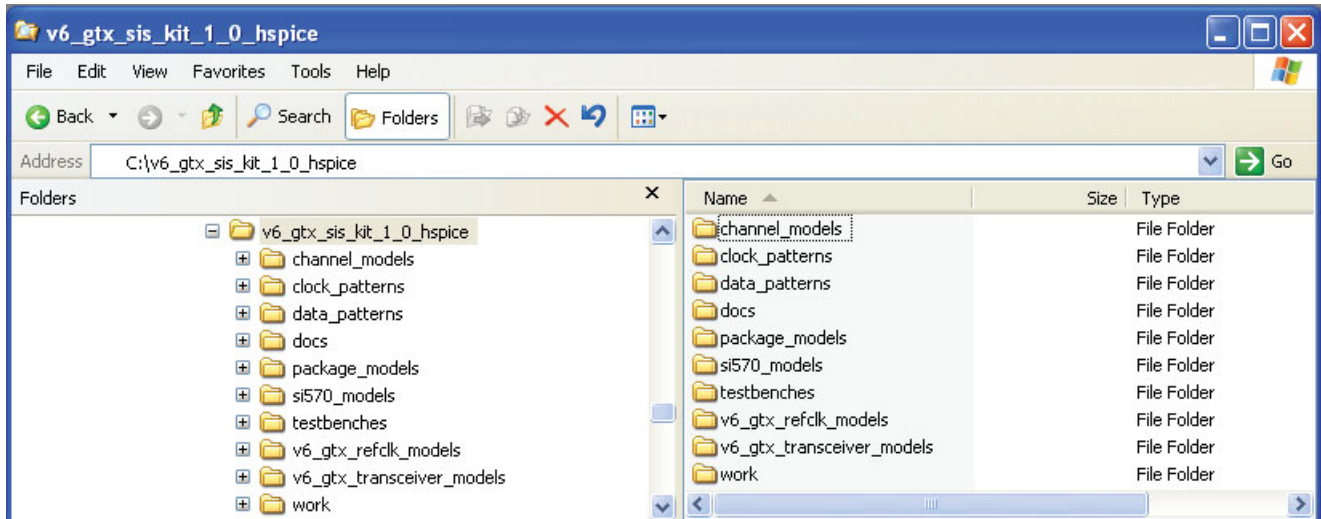 v6_gtx_sis_kit_1_0_hspice
File Edit View Favorites Tools Help
Back Search Folders
Address C:\v6_gtx_sis_kit_1_0_hspice Go
Folders
v6_gtx_sis_kit_1_0_hspice
channel_models
clock_patterns
data_patterns
docs
package_models
si570_models
testbenches
v6_gtx_refclk_models
v6_gtx_transceiver_models
work
Name Size Type
channel_models File Folder
clock_patterns File Folder
data_patterns File Folder
docs File Folder
package_models File Folder
si570_models File Folder
testbenches File Folder
v6_gtx_refclk_models File Folder
v6_gtx_transceiver_models File Folder
work File Folder